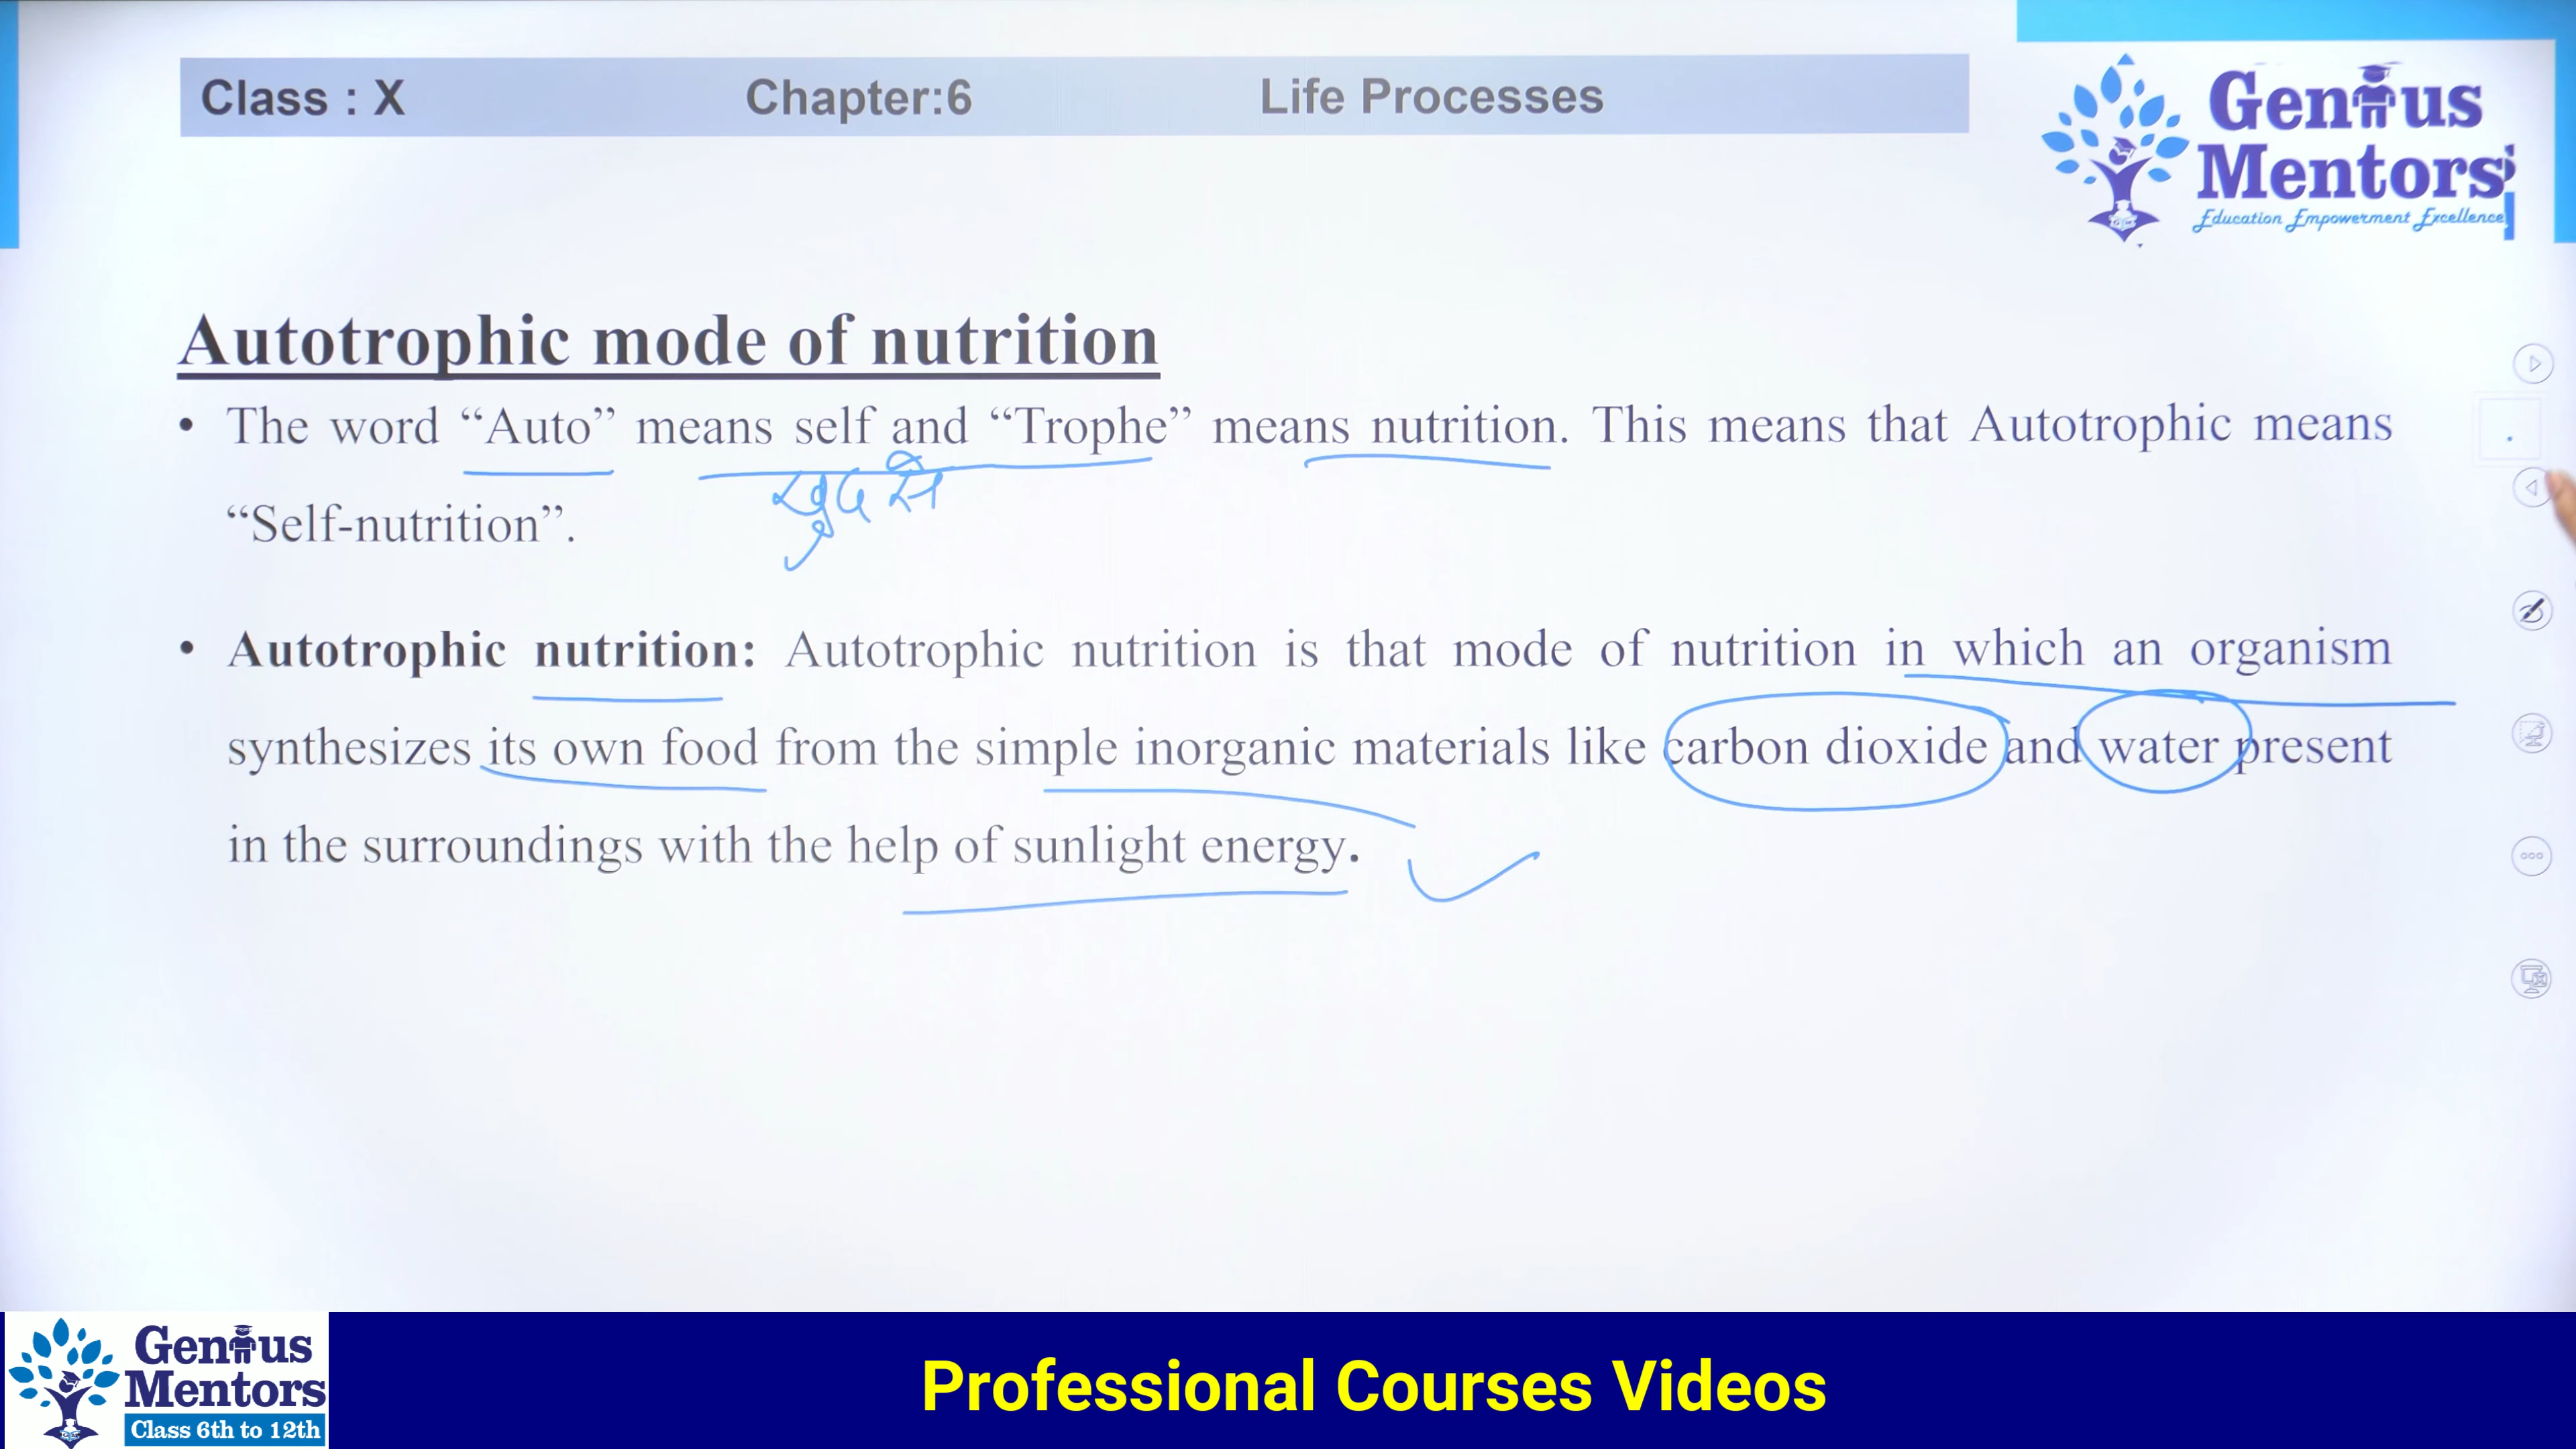 Class : X Chapter:6 Life Processes
Genius
Mentors
Education Empowerment Excellence
Autotrophic mode of nutrition
• The word “Auto” means self and “Trophe” means nutrition. This means that Autotrophic means
खुद से
“Self-nutrition”.
• Autotrophic nutrition: Autotrophic nutrition is that mode of nutrition in which an organism
synthesizes its own food from the simple inorganic materials like carbon dioxide and water present
in the surroundings with the help of sunlight energy.
Genius
Mentors
Class 6th to 12th
Professional Courses Videos